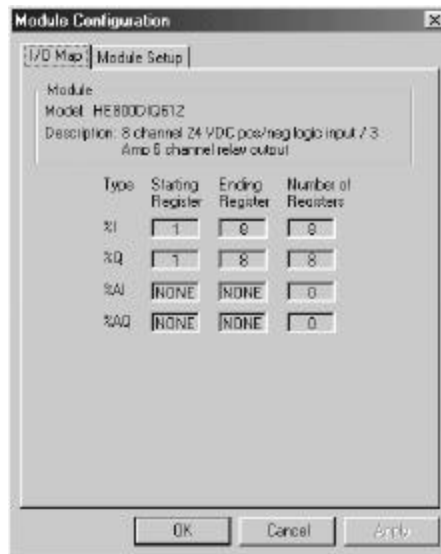 Module Configuration
I/O Map Module Setup
Module
Model: HE800DIQ612
Description: 8 channel 24 VDC pos/neg logic input / 3
Amp 6 channel relay output
Type Starting Register Ending Register Number of Registers
%I 1 8 8
%Q 1 8 8
%AI NONE NONE 0
%AQ NONE NONE 0
OK Cancel Apply